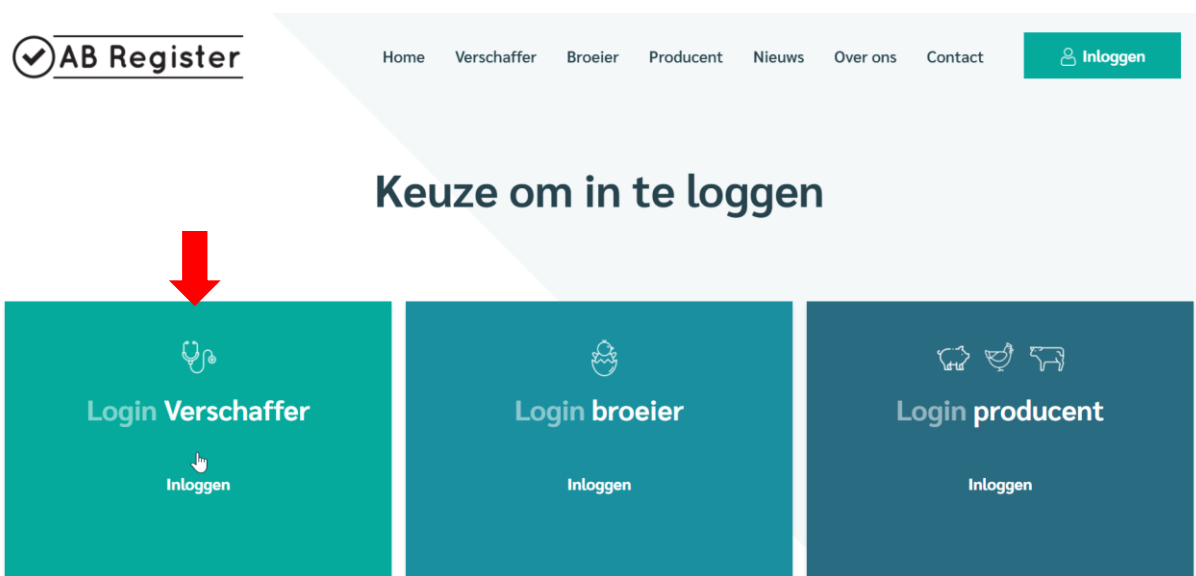 AB Register
Home Verschaffer Broeier Producent Nieuws Over ons Contact Inloggen
Keuze om in te loggen
Login Verschaffer
Inloggen
Login broeier
Inloggen
Login producent
Inloggen